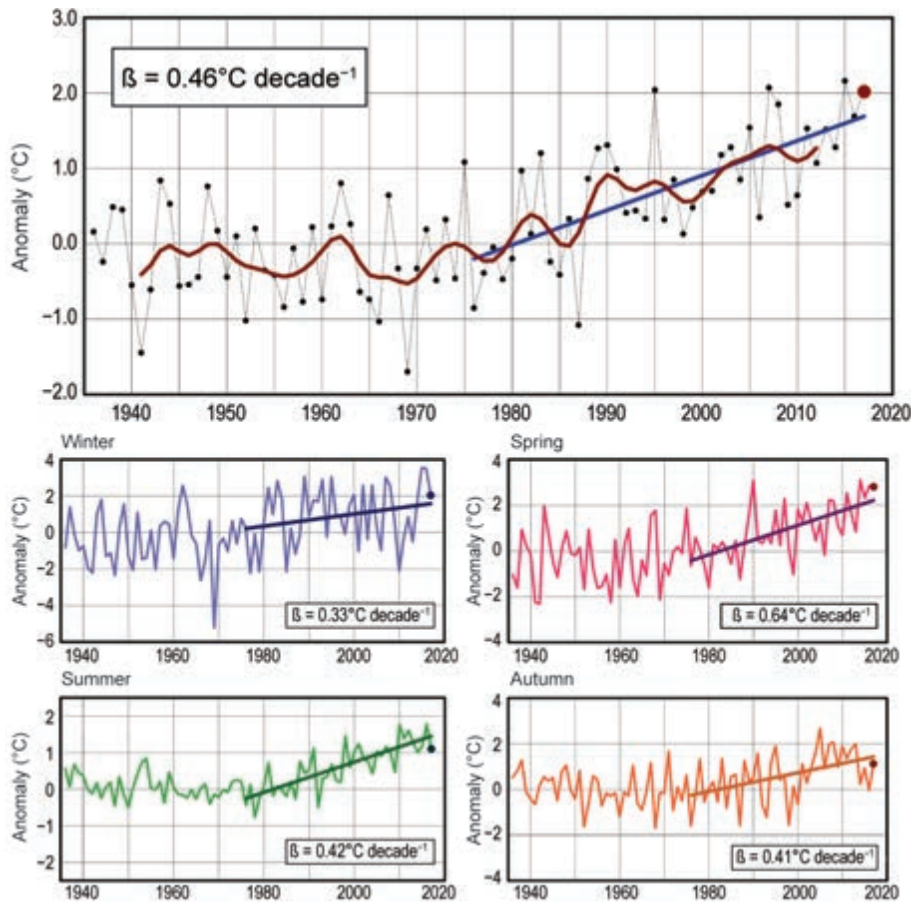 3.0
ß = 0.46°C decade⁻¹
2.0
1.0
0.0
−1.0
−2.0
Anomaly (°C)
1940 1950 1960 1970 1980 1990 2000 2010 2020
Winter
4
2
0
−2
−4
−6
Anomaly (°C)
ß = 0.33°C decade⁻¹
1940 1960 1980 2000 2020
Spring
4
2
0
−2
−4
Anomaly (°C)
ß = 0.64°C decade⁻¹
1940 1960 1980 2000 2020
Summer
2
1
0
−1
−2
Anomaly (°C)
ß = 0.42°C decade⁻¹
1940 1960 1980 2000 2020
Autumn
4
2
0
−2
−4
Anomaly (°C)
ß = 0.41°C decade⁻¹
1940 1960 1980 2000 2020